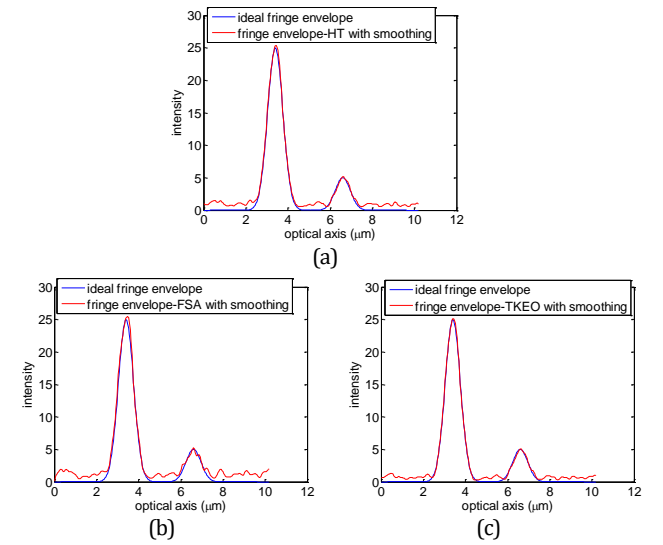 ideal fringe envelope
fringe envelope-HT with smoothing
30
25
20
15
10
5
0
intensity
0 2 4 6 8 10 12
optical axis (μm)
(a)
ideal fringe envelope
fringe envelope-FSA with smoothing
30
25
20
15
10
5
0
intensity
0 2 4 6 8 10 12
optical axis (μm)
(b)
ideal fringe envelope
fringe envelope-TKEO with smoothing
30
25
20
15
10
5
0
intensity
0 2 4 6 8 10 12
optical axis (μm)
(c)